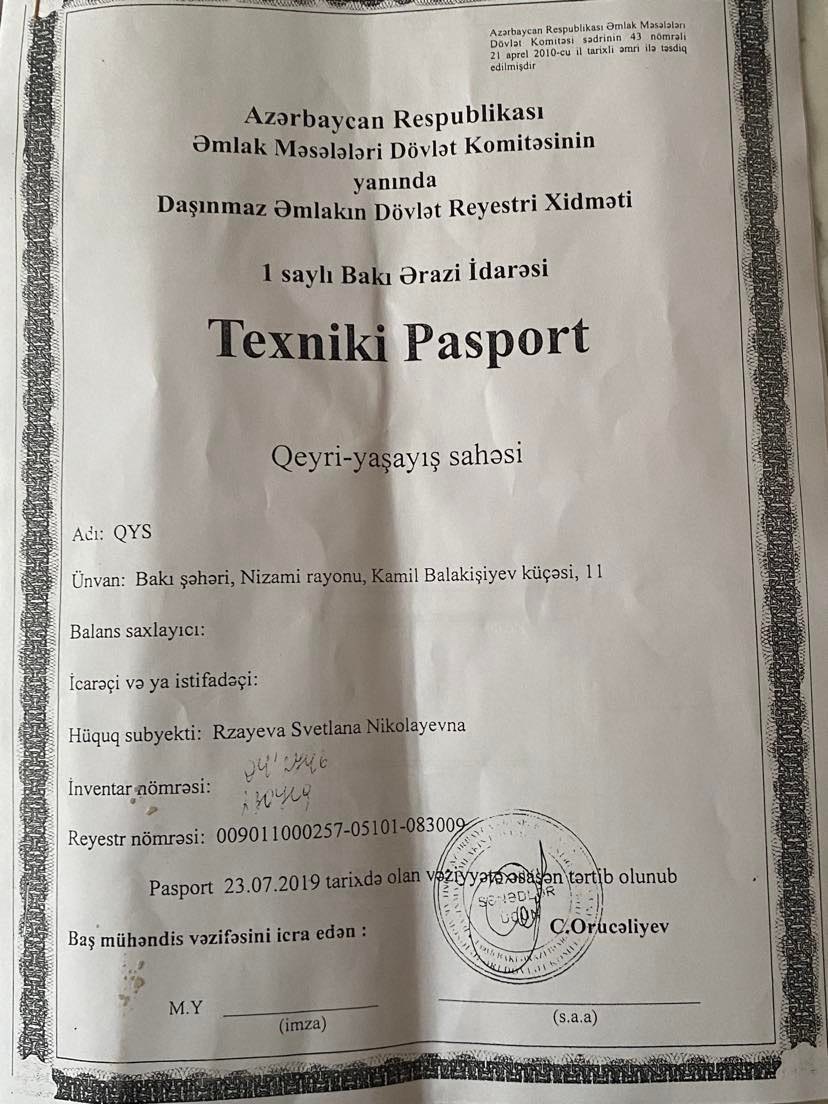 Azərbaycan Respublikası Əmlak Məsələləri
Dövlət Komitəsi sədrinin 43 nömrəli
21 aprel 2010-cu il tarixli əmri ilə təsdiq
edilmişdir
Azərbaycan Respublikası
Əmlak Məsələləri Dövlət Komitəsinin
yanında
Daşınmaz Əmlakın Dövlət Reyestri Xidməti
1 saylı Bakı Ərazi İdarəsi
Texniki Pasport
Qeyri-yaşayış sahəsi
Adı: QYS
Ünvan: Bakı şəhəri, Nizami rayonu, Kamil Balakişiyev küçəsi, 11
Balans saxlayıcı:
İcarəçi və ya istifadəçi:
Hüquq subyekti: Rzayeva Svetlana Nikolayevna
İnventar nömrəsi:
Reyestr nömrəsi: 009011000257-05101-083009
Pasport 23.07.2019 tarixdə olan vəziyyətə əsasən tərtib olunub
SƏNƏDLƏR
ÜÇÜN
Baş mühəndis vəzifəsini icra edən : C.Orucəliyev
M.Y
(imza) (s.a.a)